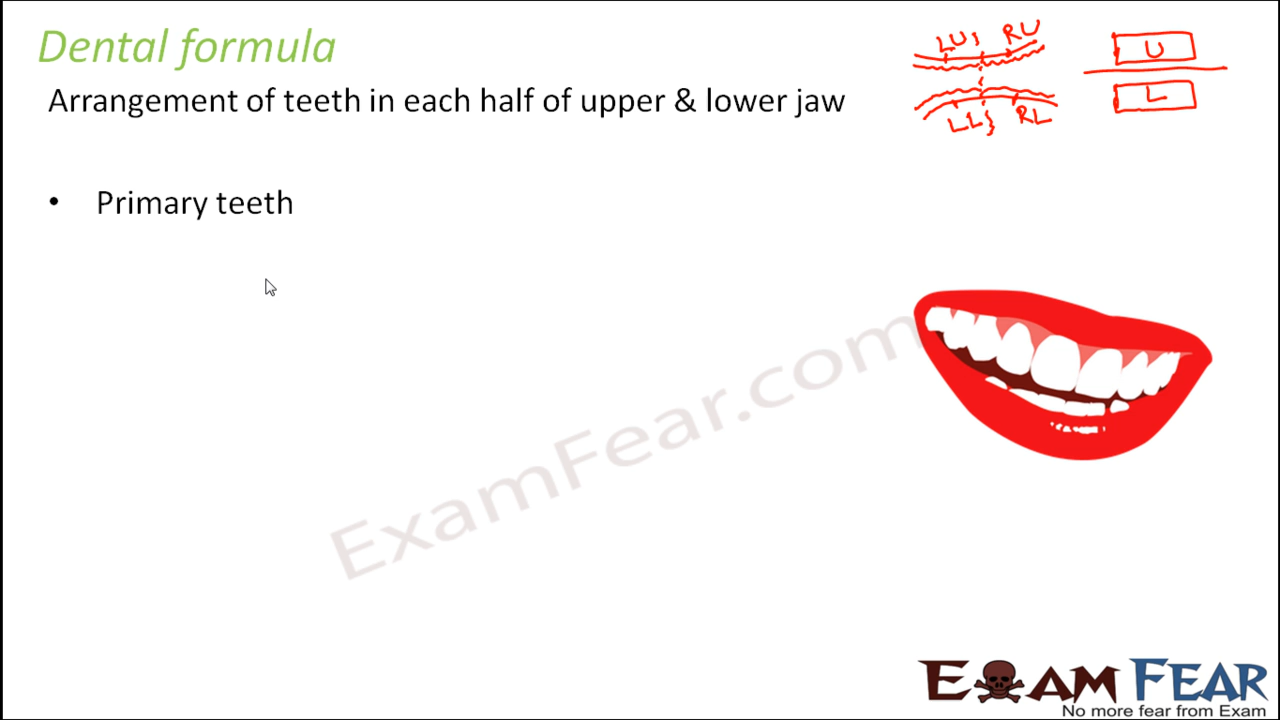 Dental formula
LU RU
U
Arrangement of teeth in each half of upper & lower jaw
L
LL RL
• Primary teeth
ExamFear.com
EXAM FEAR
No more fear from Exam